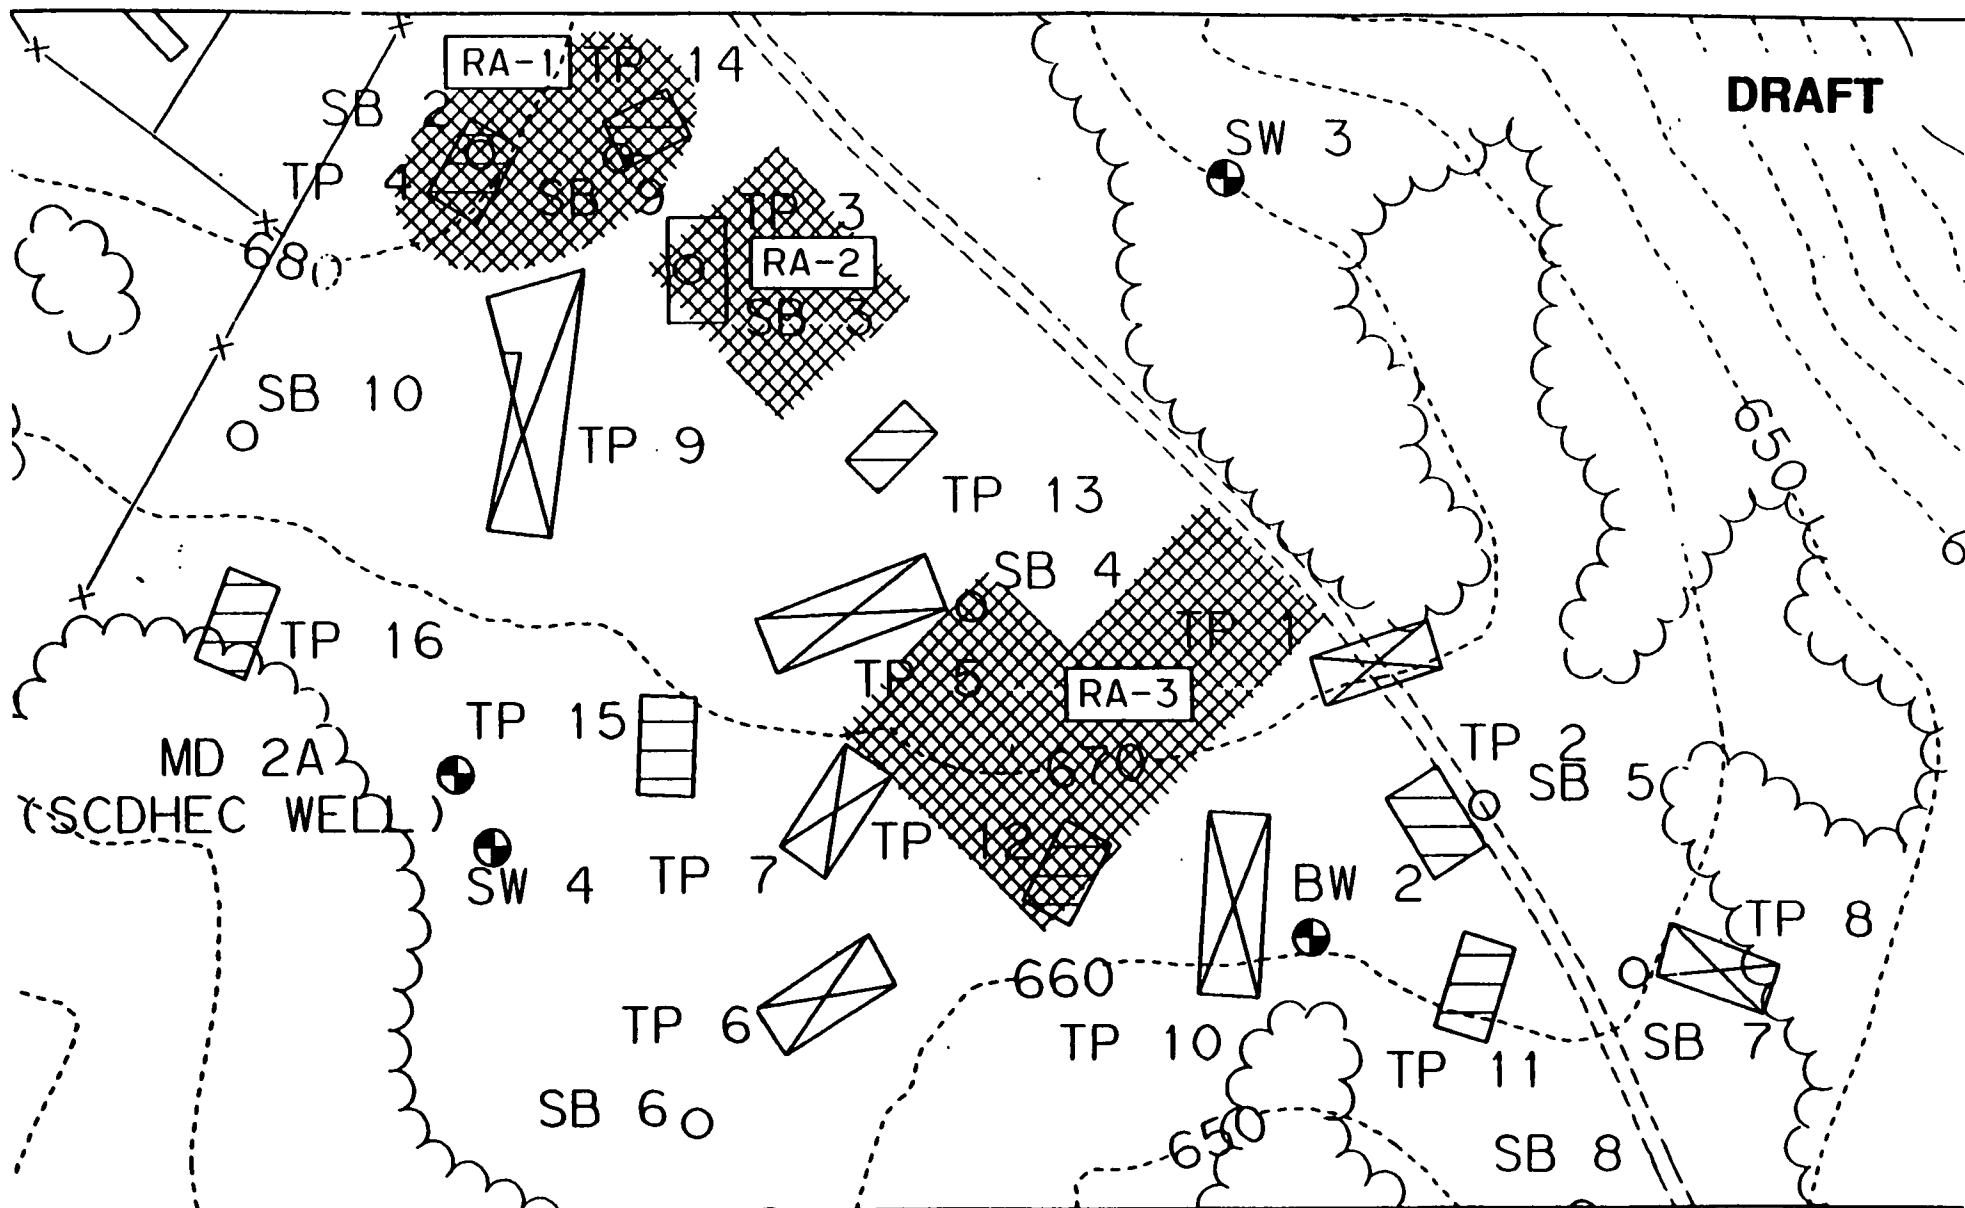 RA-1 TP 14
DRAFT
SB 2
SW 3
TP 4
SB 9
TP 3
680
RA-2
SB 3
SB 10
TP 9
650
TP 13
6
SB 4
TP 1
TP 16
TP 5
RA-3
TP 15
TP 2
MD 2A
670
SB 5
(SCDHEC WELL)
TP 12
SW 4
TP 7
BW 2
TP 8
660
TP 6
TP 10
SB 7
TP 11
SB 6
650
SB 8